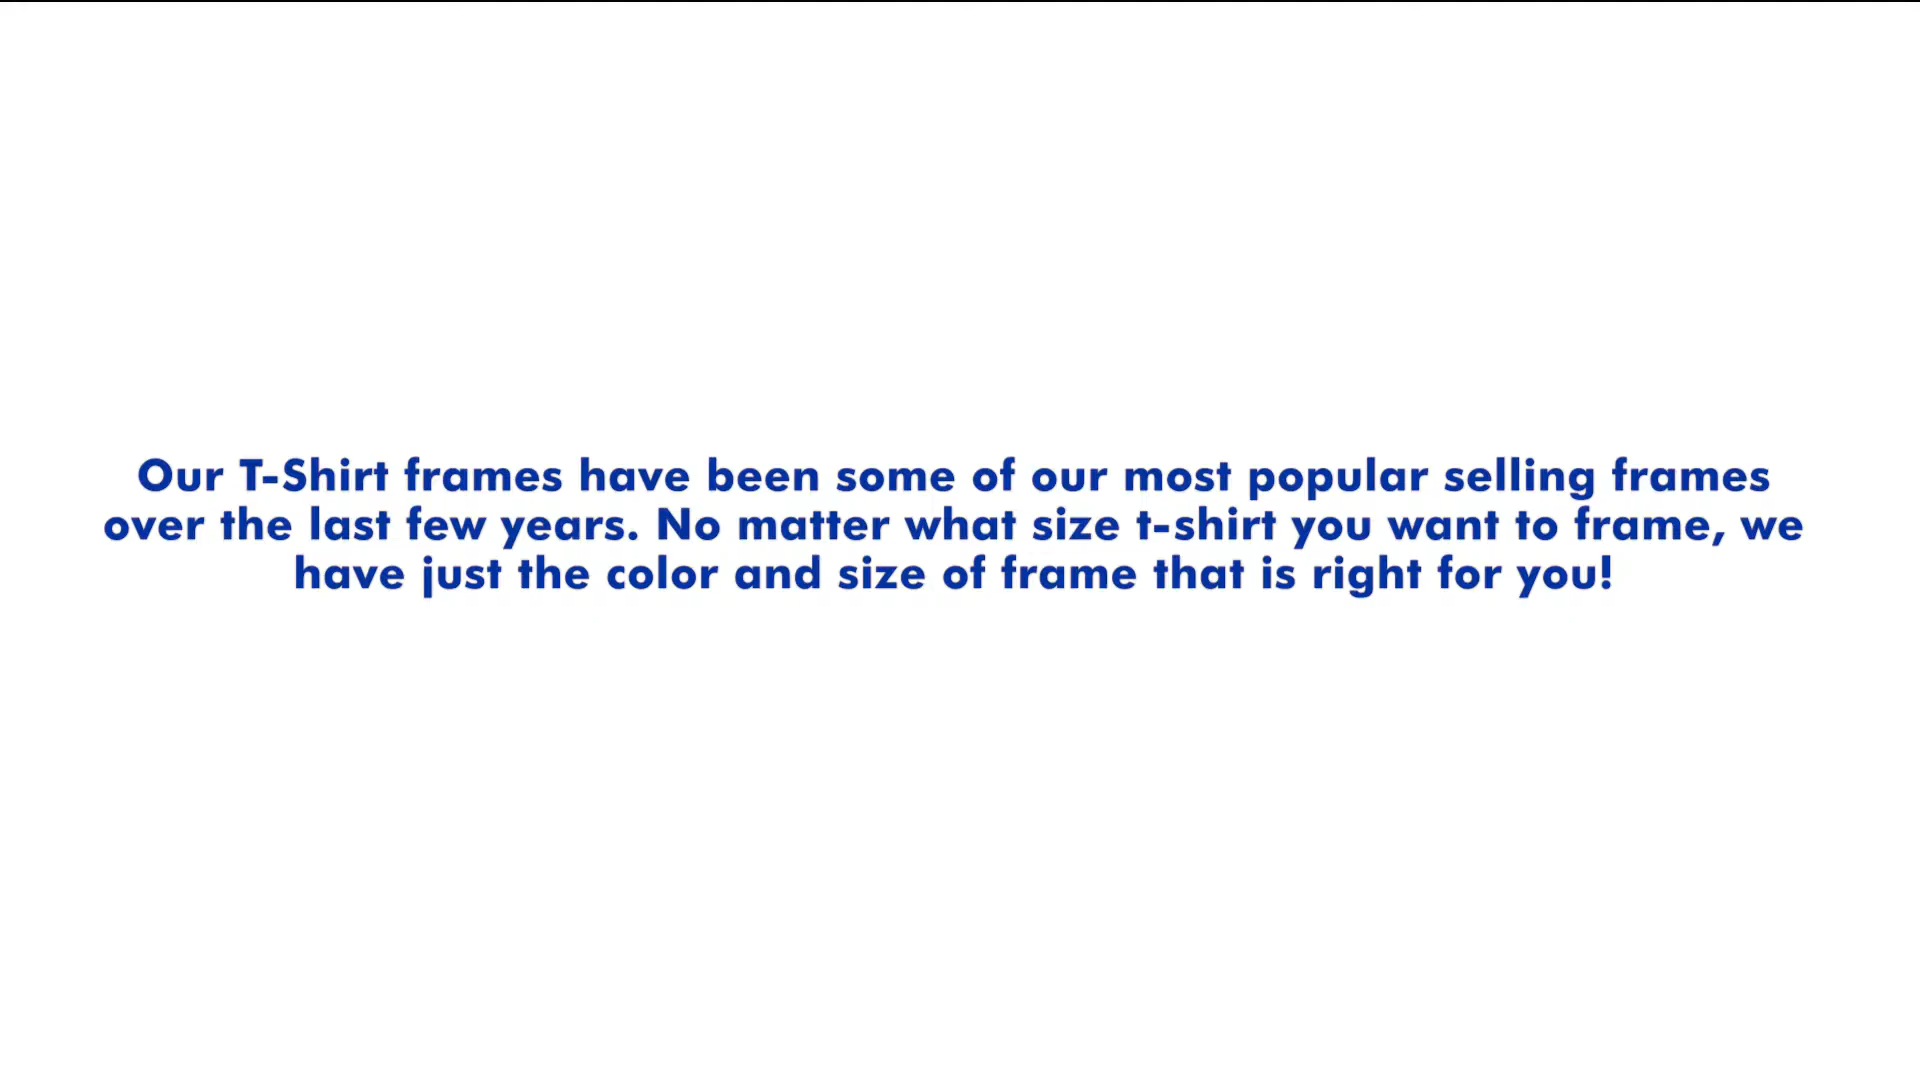 Our T-Shirt frames have been some of our most popular selling frames
over the last few years. No matter what size t-shirt you want to frame, we
have just the color and size of frame that is right for you!